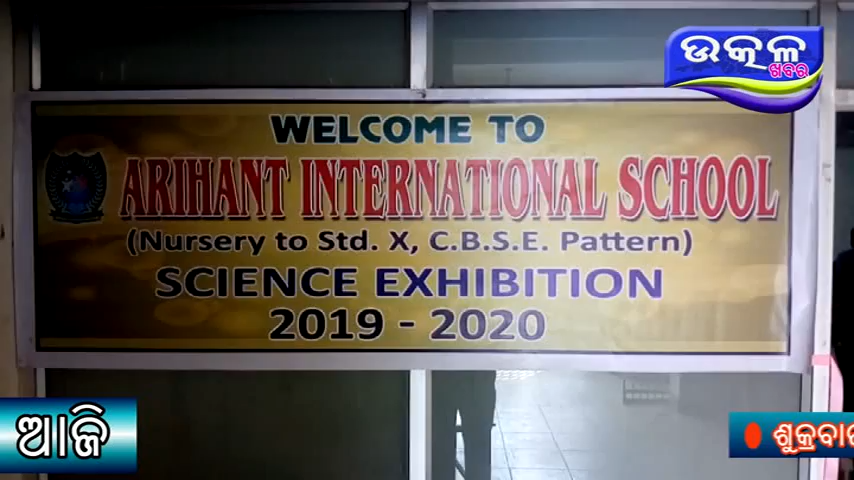 ଉତ୍କଳ
ଖବର
WELCOME TO
ARIHANT INTERNATIONAL SCHOOL
(Nursery to Std. X, C.B.S.E. Pattern)
SCIENCE EXHIBITION
2019 - 2020
ଆଜି